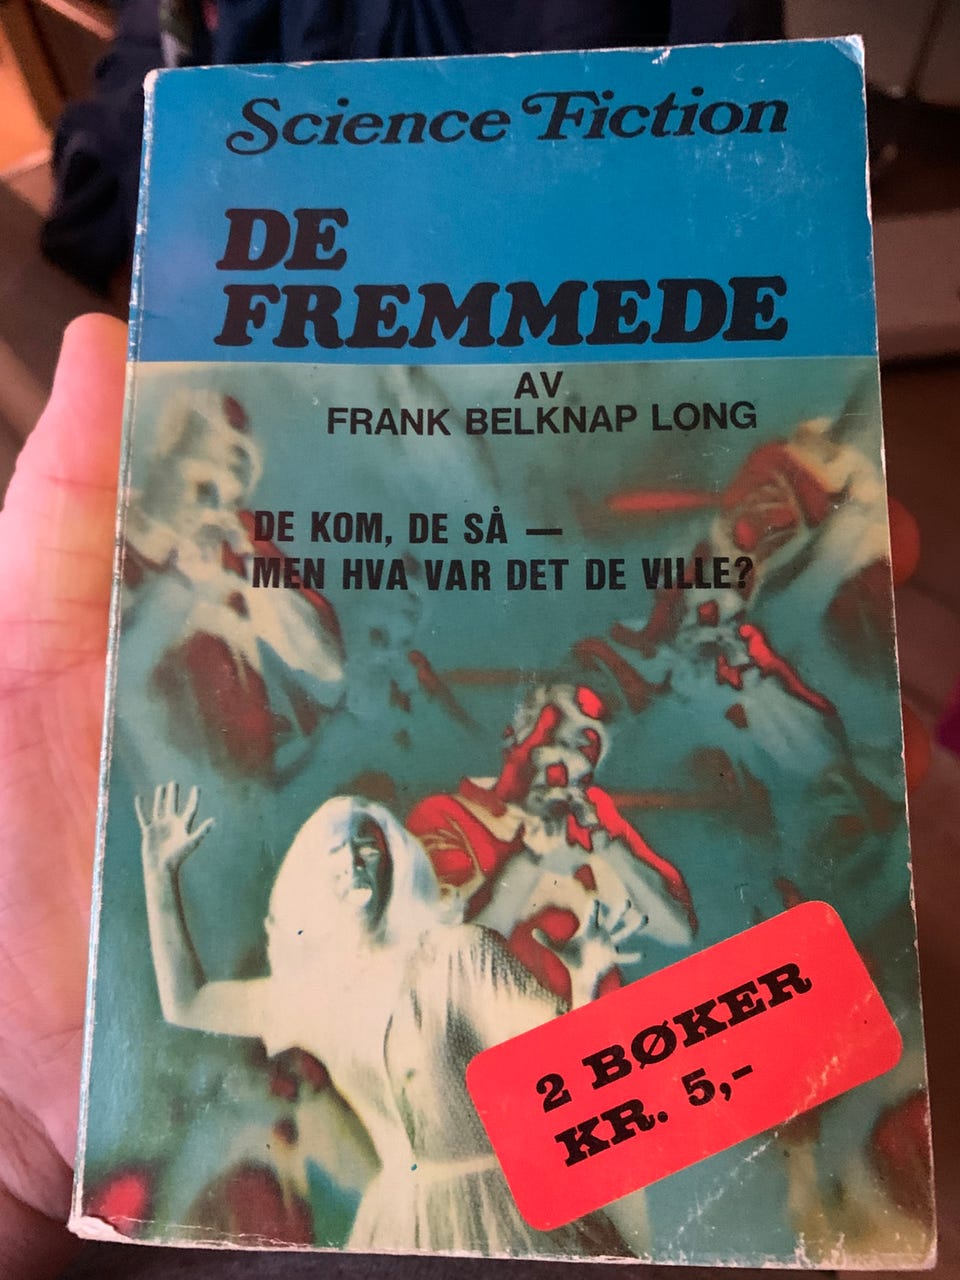 Science Fiction
DE
FREMMEDE
AV
FRANK BELKNAP LONG
DE KOM, DE SÅ —
MEN HVA VAR DET DE VILLE?
2 BØKER
KR. 5,-